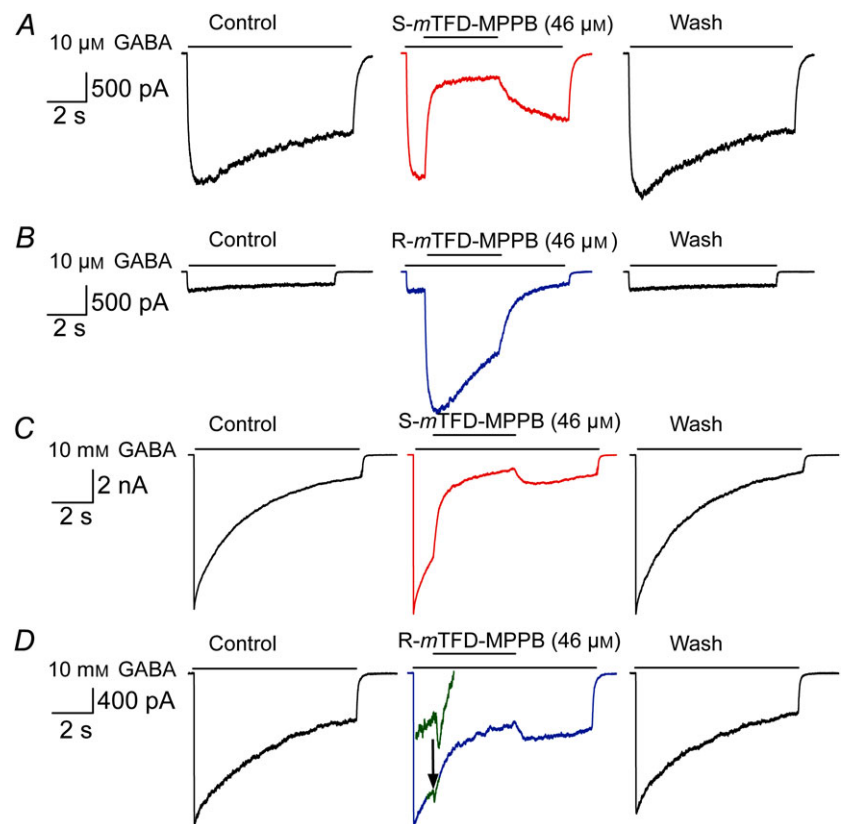 A
Control
S-mTFD-MPPB (46 μM)
Wash
10 μM GABA
500 pA
2 s
B
Control
R-mTFD-MPPB (46 μM)
Wash
10 μM GABA
500 pA
2 s
C
Control
S-mTFD-MPPB (46 μM)
Wash
10 mM GABA
2 nA
2 s
D
Control
R-mTFD-MPPB (46 μM)
Wash
10 mM GABA
400 pA
2 s